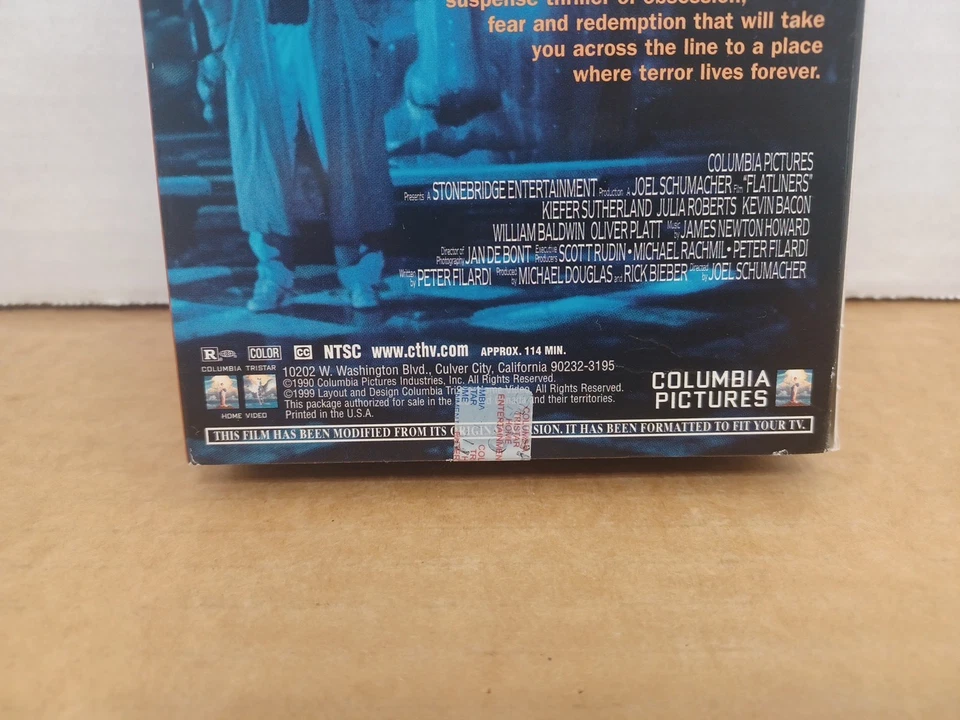 suspense thriller of obsession,
fear and redemption that will take
you across the line to a place
where terror lives forever.
COLUMBIA PICTURES
Presents A STONEBRIDGE ENTERTAINMENT Production A JOEL SCHUMACHER Film "FLATLINERS"
KIEFER SUTHERLAND JULIA ROBERTS KEVIN BACON
WILLIAM BALDWIN OLIVER PLATT Music by JAMES NEWTON HOWARD
Director of Photography JAN DE BONT Executive Producers SCOTT RUDIN • MICHAEL RACHMIL • PETER FILARDI
Written by PETER FILARDI Produced by MICHAEL DOUGLAS and RICK BIEBER Directed by JOEL SCHUMACHER
R COLOR CC NTSC www.cthv.com APPROX. 114 MIN.
COLUMBIA TRISTAR
HOME VIDEO
10202 W. Washington Blvd., Culver City, California 90232-3195
©1990 Columbia Pictures Industries, Inc. All Rights Reserved.
©1999 Layout and Design Columbia Video. All Rights Reserved.
This package authorized for sale in the and their territories.
Printed in the U.S.A.
COLUMBIA
PICTURES
THIS FILM HAS BEEN MODIFIED FROM ITS IT HAS BEEN FORMATTED TO FIT YOUR TV.
COLUMBIA
TRISTAR
HOME
ENTERTAINMEN